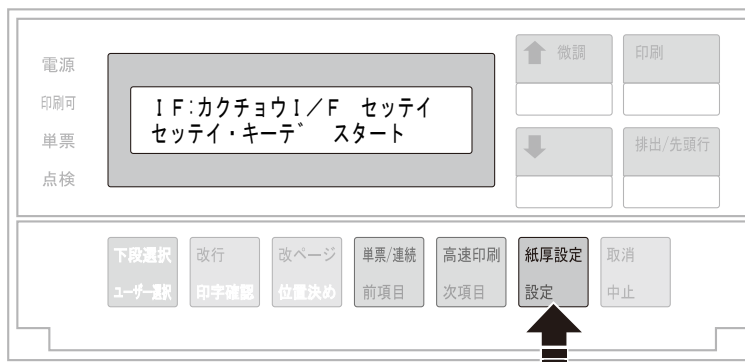 電源
印刷可
単票
点検
IF:カクチョウI/F セッテイ
セッテイ・キーデ スタート
微調
印刷
排出/先頭行
下段選択
ユーザー選択
改行
印字確認
改ページ
位置決め
単票/連続
前項目
高速印刷
次項目
紙厚設定
設定
取消
中止